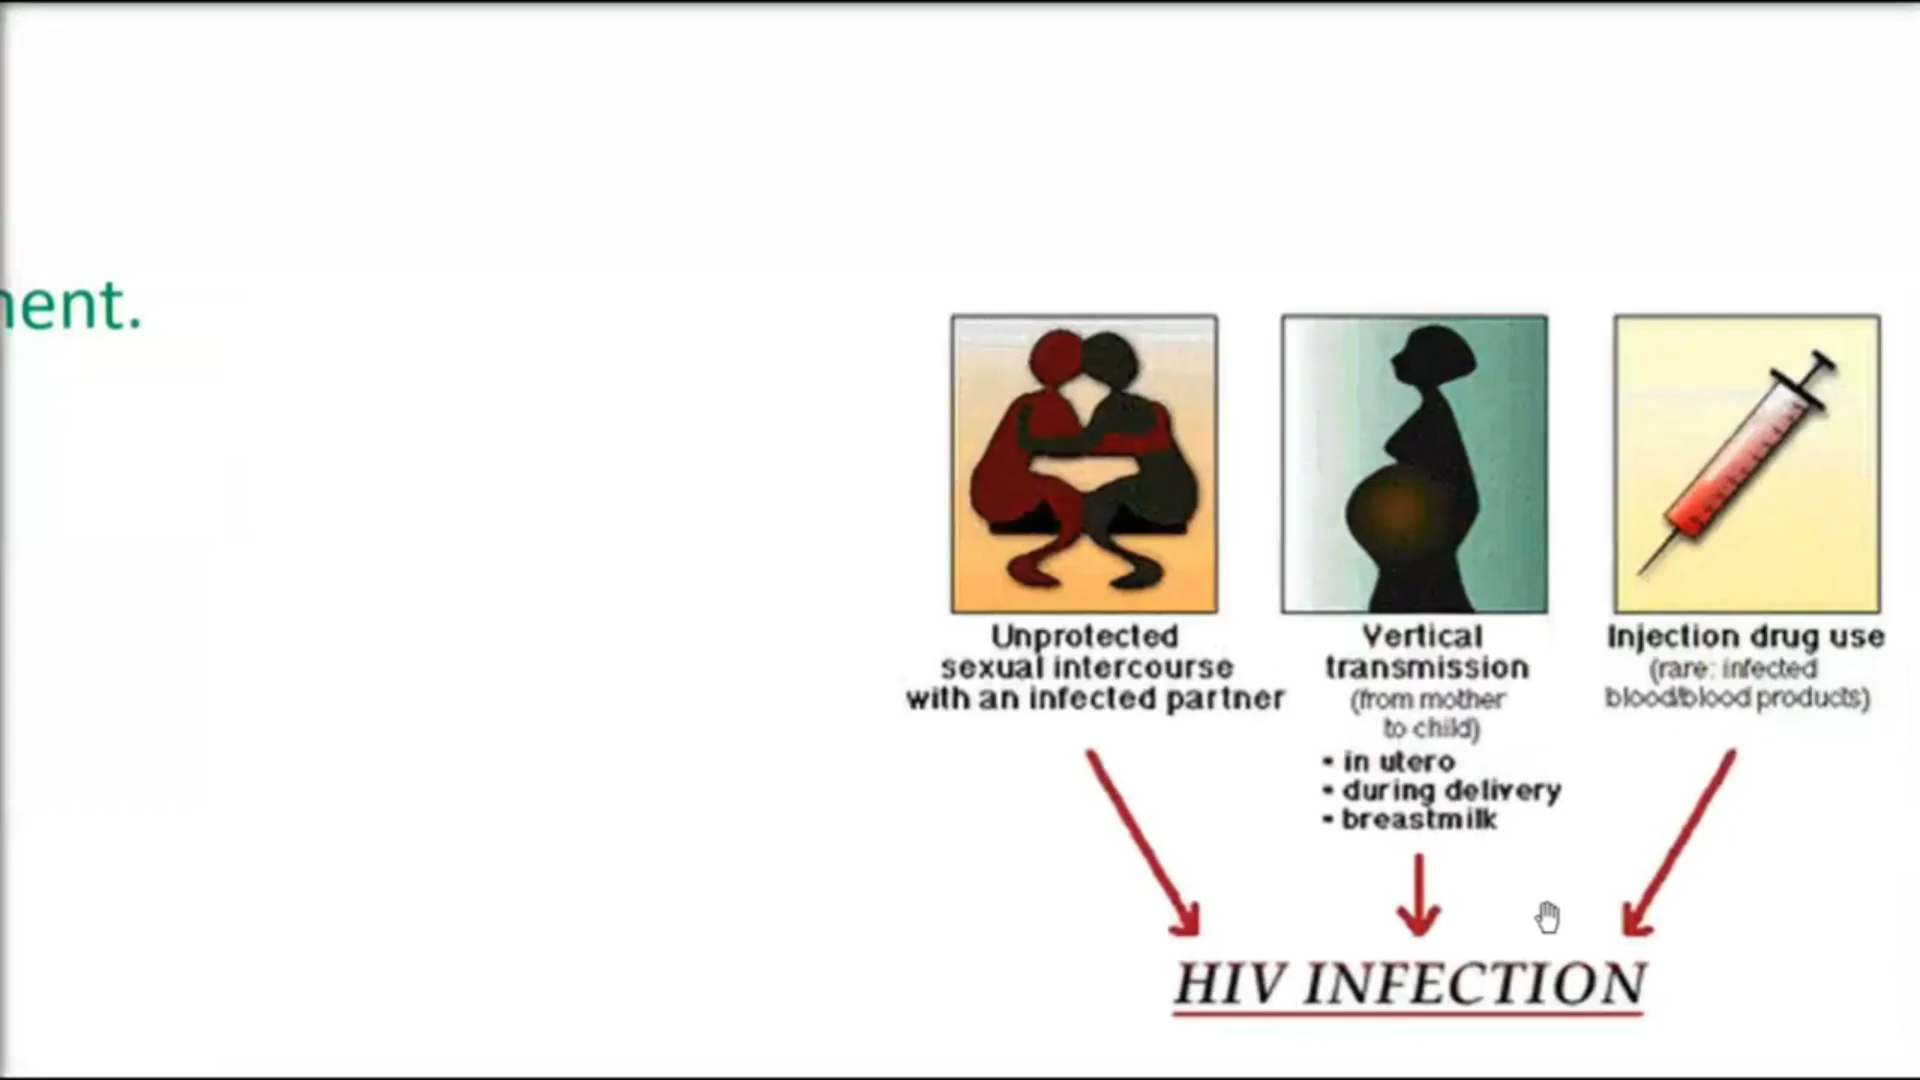 nent.
Unprotected
sexual intercourse
with an infected partner
Vertical
transmission
(from mother
to child)
• in utero
• during delivery
• breastmilk
Injection drug use
(rare: infected
blood/blood products)
HIV INFECTION